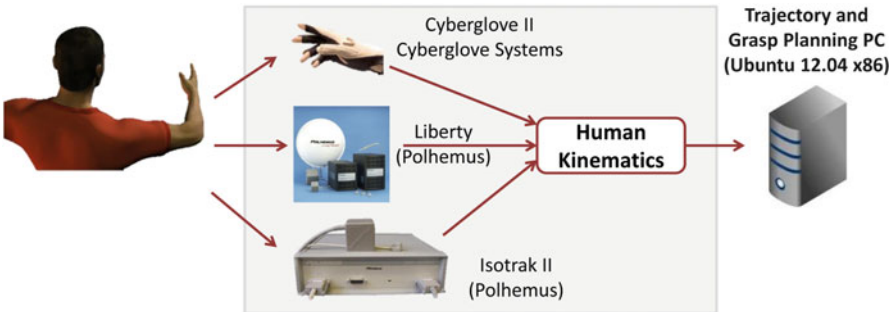 Cyberglove II
Cyberglove Systems
Trajectory and
Grasp Planning PC
(Ubuntu 12.04 x86)
POLHEMUS
Liberty
(Polhemus)
Human
Kinematics
Isotrak II
(Polhemus)